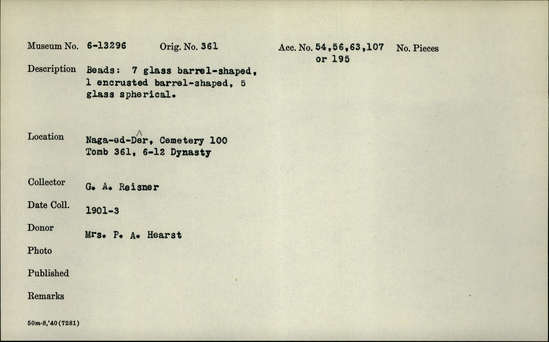 Museum No. 6-13296 Orig. No. 361 Acc. No. 54,56,63,107 No. Pieces
or 195
Description Beads: 7 glass barrel-shaped,
1 encrusted barrel-shaped, 5
glass spherical.
Location Naga-ed-Dêr, Cemetery 100
Tomb 361, 6-12 Dynasty
Collector G. A. Reisner
Date Coll. 1901-3
Donor Mrs. P. A. Hearst
Photo
Published
Remarks
50m-8,'40(7281)